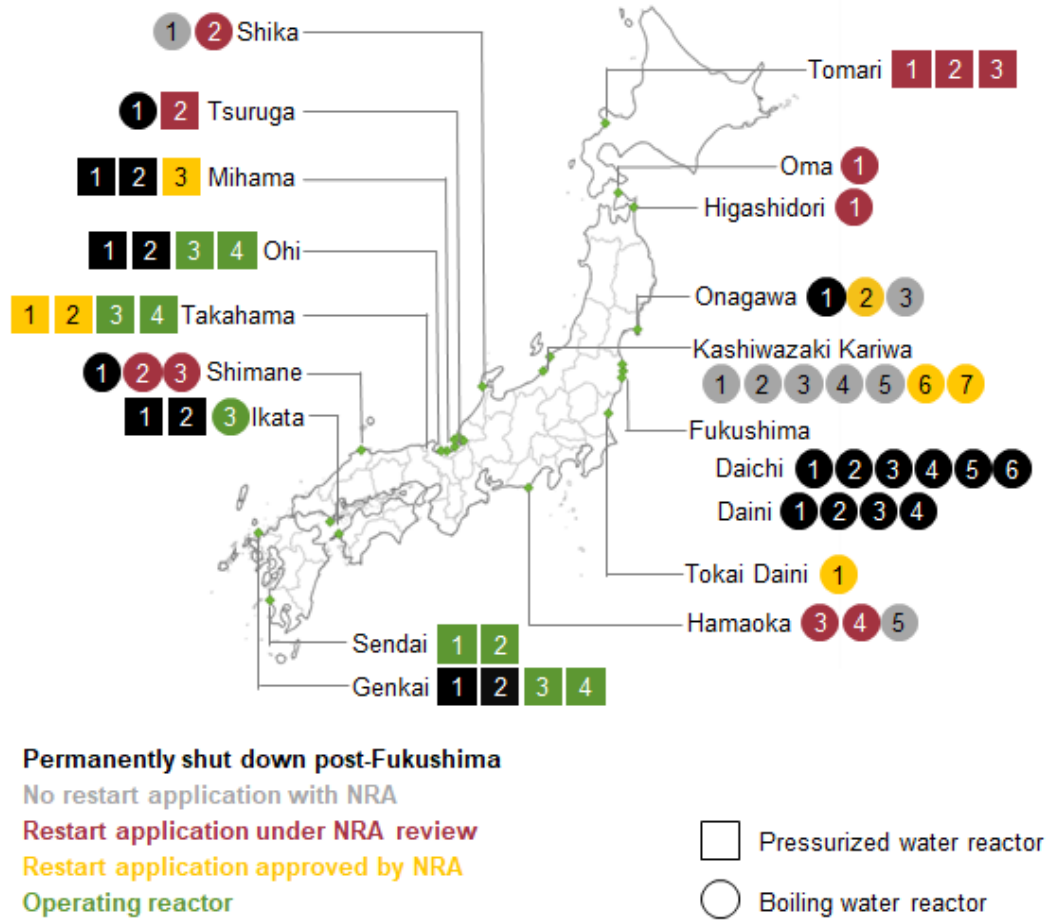 1 2 Shika
Tomari 1 2 3
1 2 Tsuruga
Oma 1
1 2 3 Mihama
Higashidori 1
1 2 3 4 Ohi
Onagawa 1 2 3
1 2 3 4 Takahama
Kashiwazaki Kariwa
1 2 3 4 5 6 7
1 2 3 Shimane
1 2 3 Ikata
Fukushima
Daichi 1 2 3 4 5 6
Daini 1 2 3 4
Tokai Daini 1
Hamaoka 3 4 5
Sendai 1 2
Genkai 1 2 3 4
Permanently shut down post-Fukushima
No restart application with NRA
Restart application under NRA review
Restart application approved by NRA
Operating reactor
Pressurized water reactor
Boiling water reactor